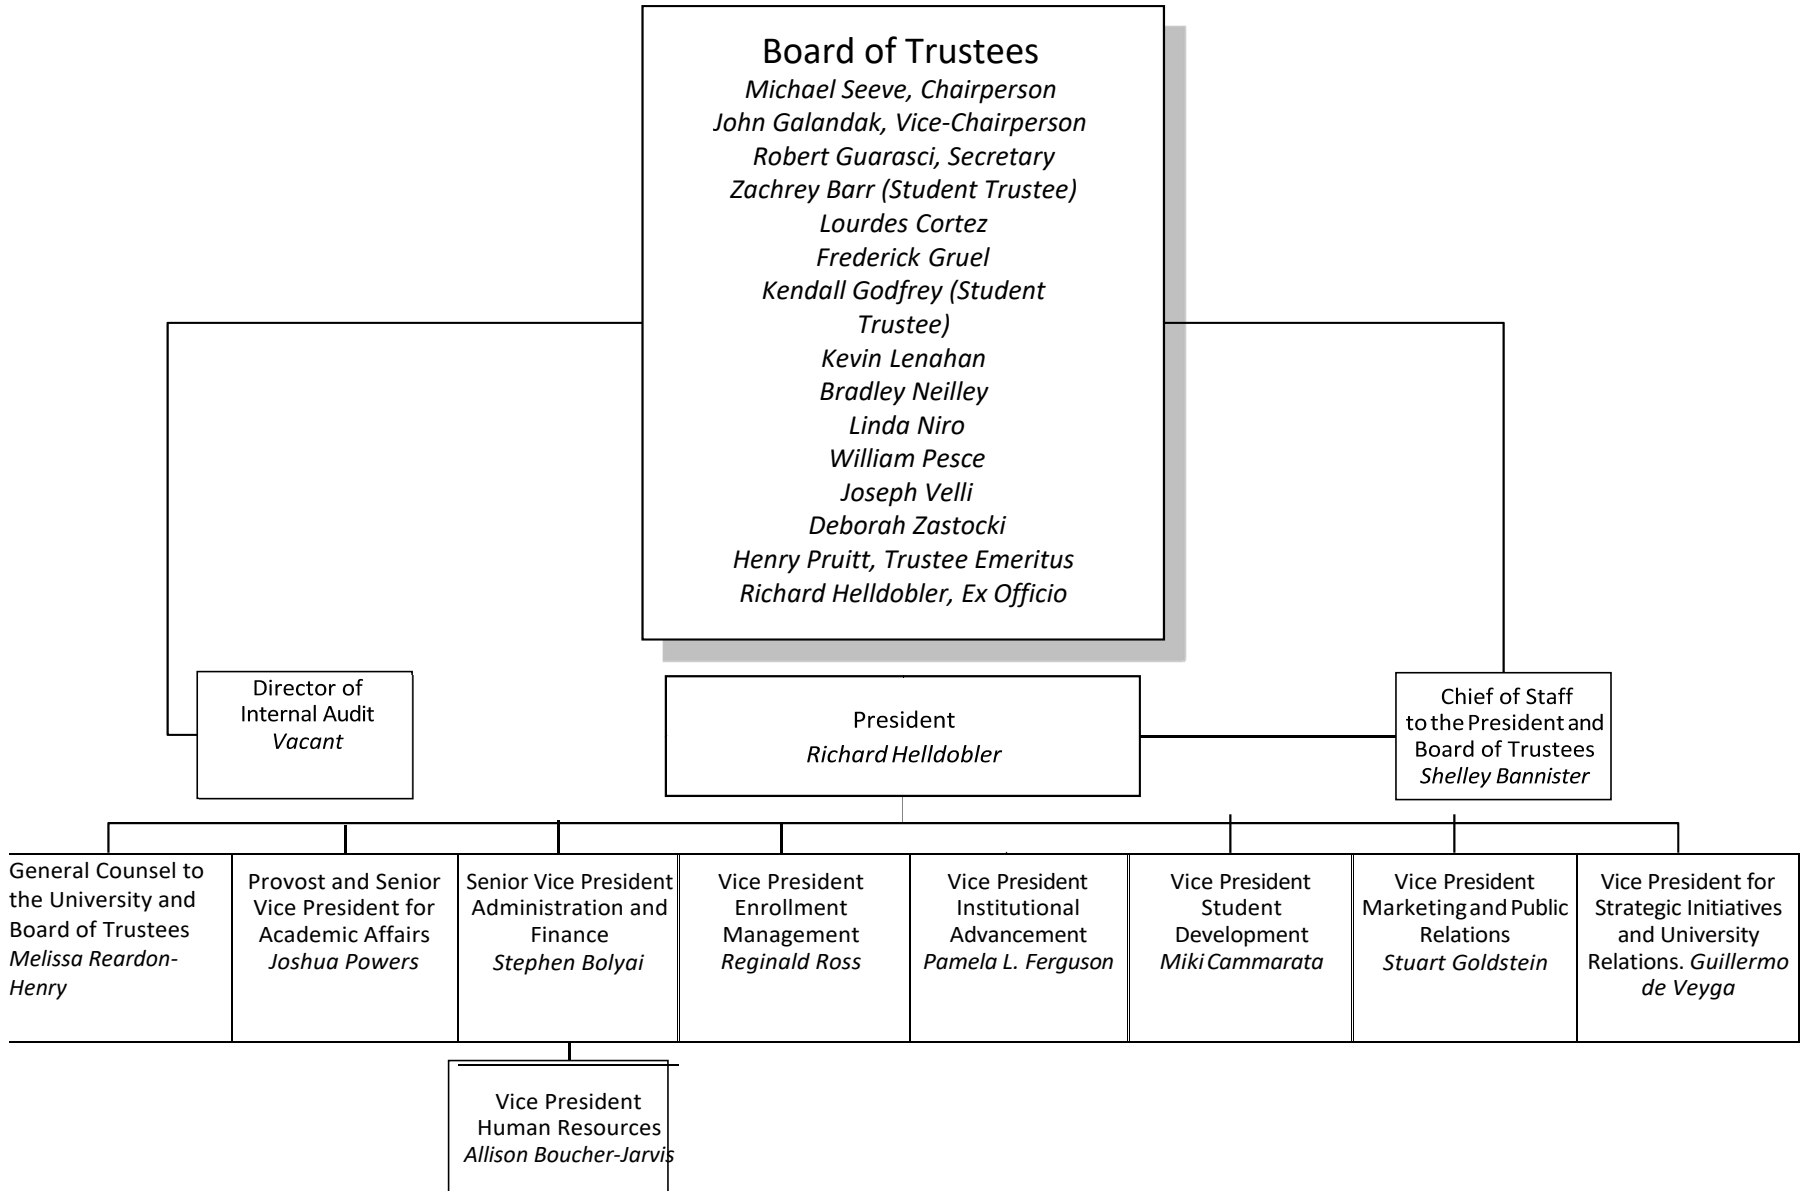 Board of Trustees
Michael Seeve, Chairperson
John Galandak, Vice-Chairperson
Robert Guarasci, Secretary
Zachrey Barr (Student Trustee)
Lourdes Cortez
Frederick Gruel
Kendall Godfrey (Student
Trustee)
Kevin Lenahan
Bradley Neilley
Linda Niro
William Pesce
Joseph Velli
Deborah Zastocki
Henry Pruitt, Trustee Emeritus
Richard Helldobler, Ex Officio
Director of
Internal Audit
Vacant
President
Richard Helldobler
Chief of Staff
to the President and
Board of Trustees
Shelley Bannister
General Counsel to
the University and
Board of Trustees
Melissa Reardon-
Henry
Provost and Senior
Vice President for
Academic Affairs
Joshua Powers
Senior Vice President
Administration and
Finance
Stephen Bolyai
Vice President
Enrollment
Management
Reginald Ross
Vice President
Institutional
Advancement
Pamela L. Ferguson
Vice President
Student
Development
Miki Cammarata
Vice President
Marketing and Public
Relations
Stuart Goldstein
Vice President for
Strategic Initiatives
and University
Relations. Guillermo
de Veyga
Vice President
Human Resources
Allison Boucher-Jarvis